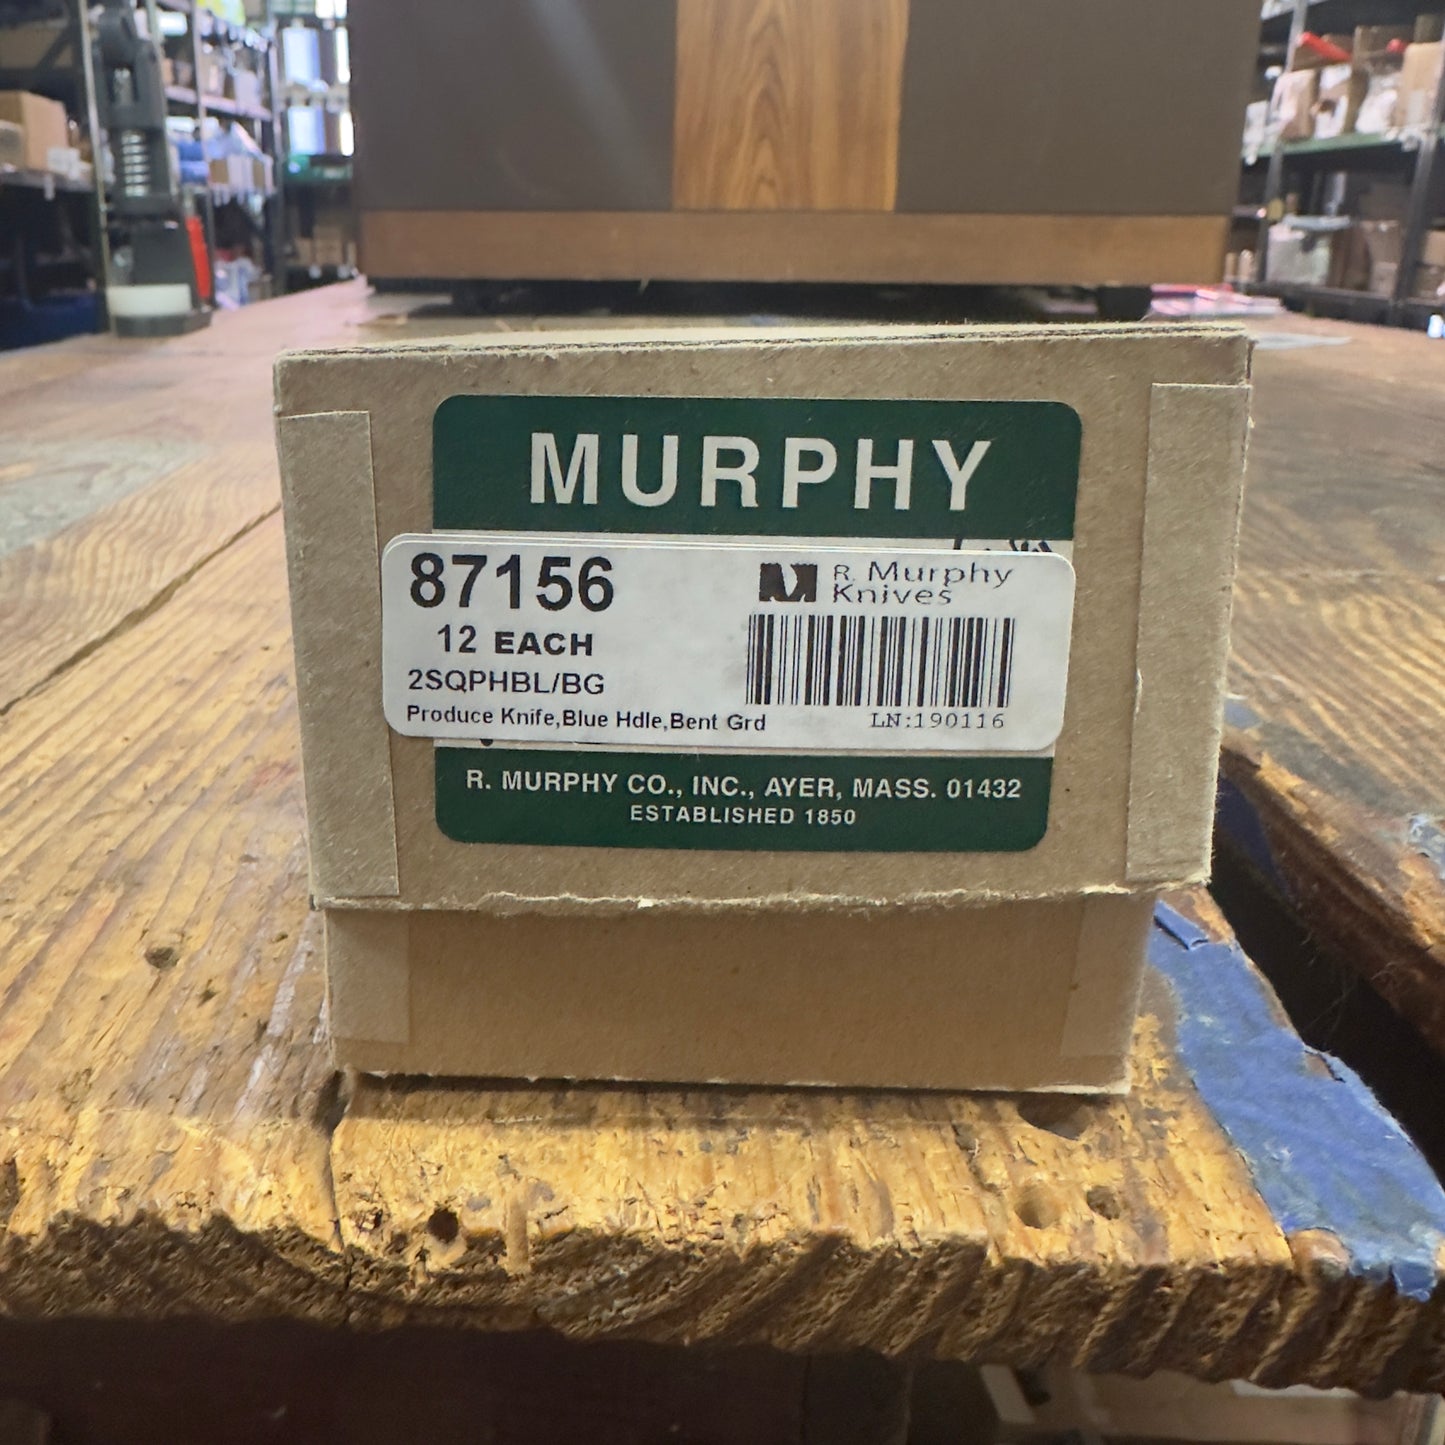 MURPHY
87156
12 EACH
2SQPHBL/BG
Produce Knife,Blue Hdle,Bent Grd
R. Murphy
Knives
LN:190116
R. MURPHY CO., INC., AYER, MASS. 01432
ESTABLISHED 1850